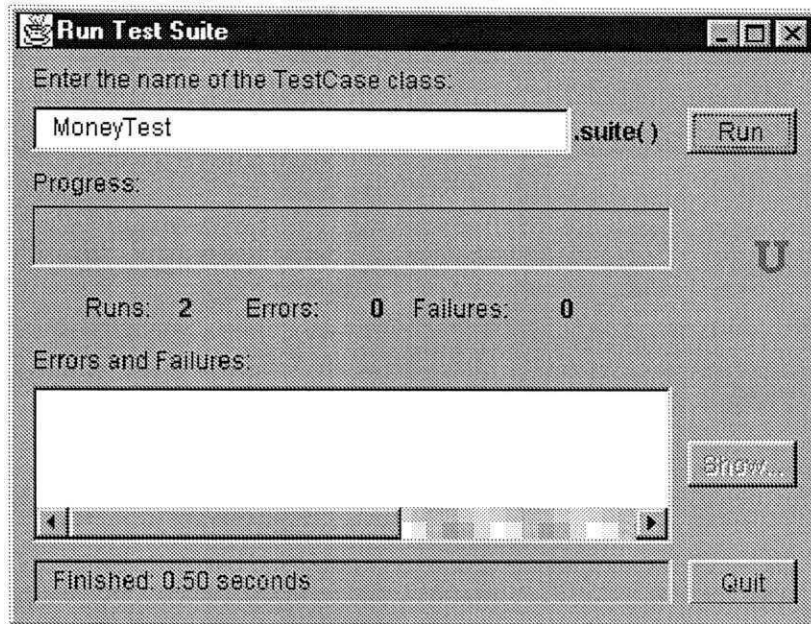 Run Test Suite
Enter the name of the TestCase class:
MoneyTest .suite() Run
Progress:
U
Runs: 2 Errors: 0 Failures: 0
Errors and Failures:
Show...
Finished: 0.50 seconds Quit